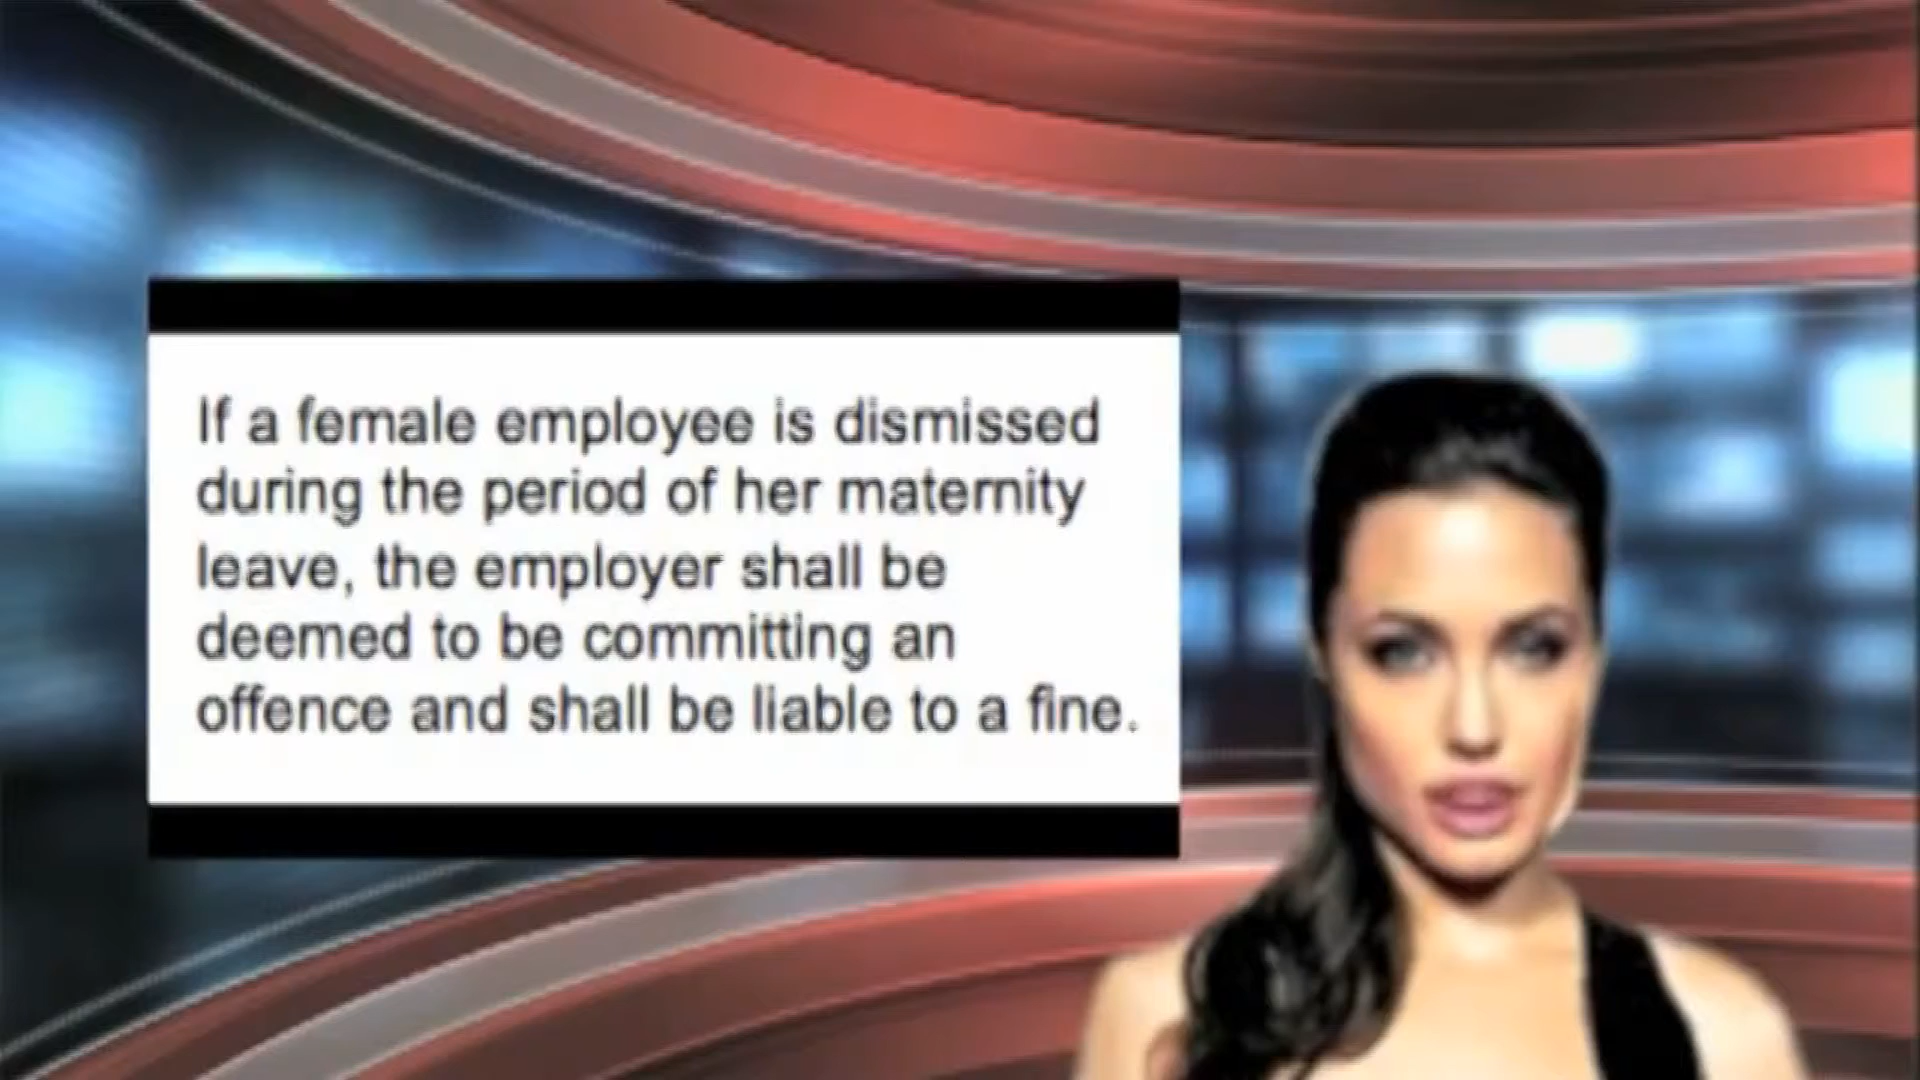 If a female employee is dismissed
during the period of her maternity
leave, the employer shall be
deemed to be committing an
offence and shall be liable to a fine.